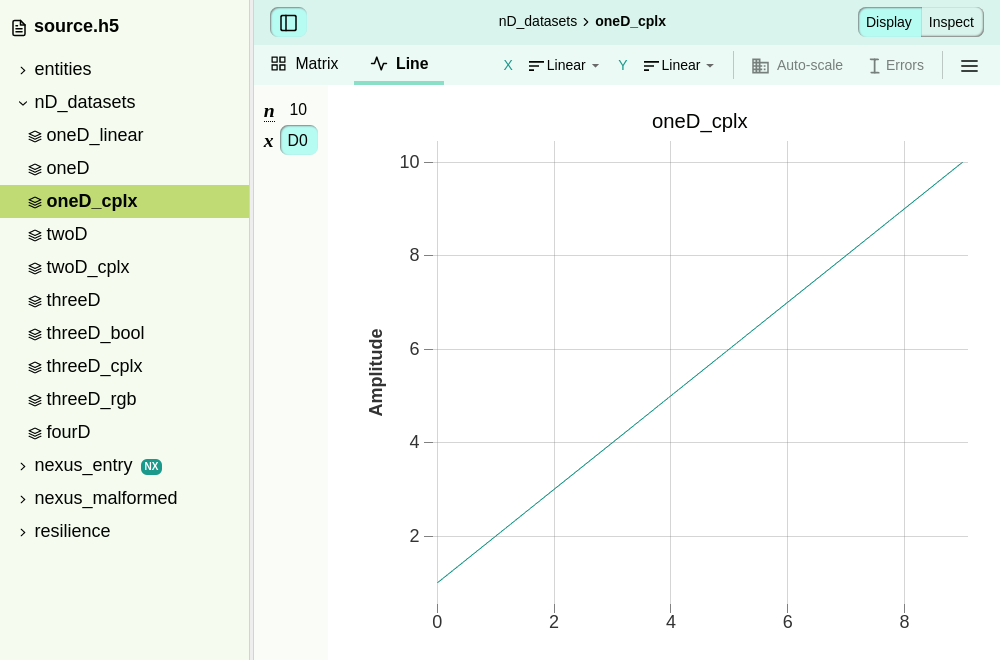 source.h5
nD_datasets > oneD_cplx
Display
Inspect
entities
Matrix
Line
X
Linear
Y
Linear
Auto-scale
Errors
nD_datasets
oneD_linear
oneD
oneD_cplx
twoD
twoD_cplx
threeD
threeD_bool
threeD_cplx
threeD_rgb
fourD
nexus_entry NX
nexus_malformed
resilience
n 10
x D0
oneD_cplx
Amplitude
10
8
6
4
2
0 2 4 6 8